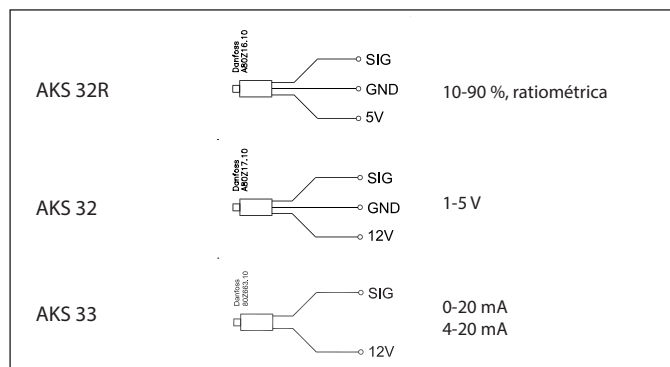 AKS 32R
Danfoss
A80Z16.10
SIG
GND
5V
10-90 %, ratiométrica
AKS 32
Danfoss
A80Z17.10
SIG
GND
12V
1-5 V
AKS 33
Danfoss
80Z663.10
SIG
12V
0-20 mA
4-20 mA